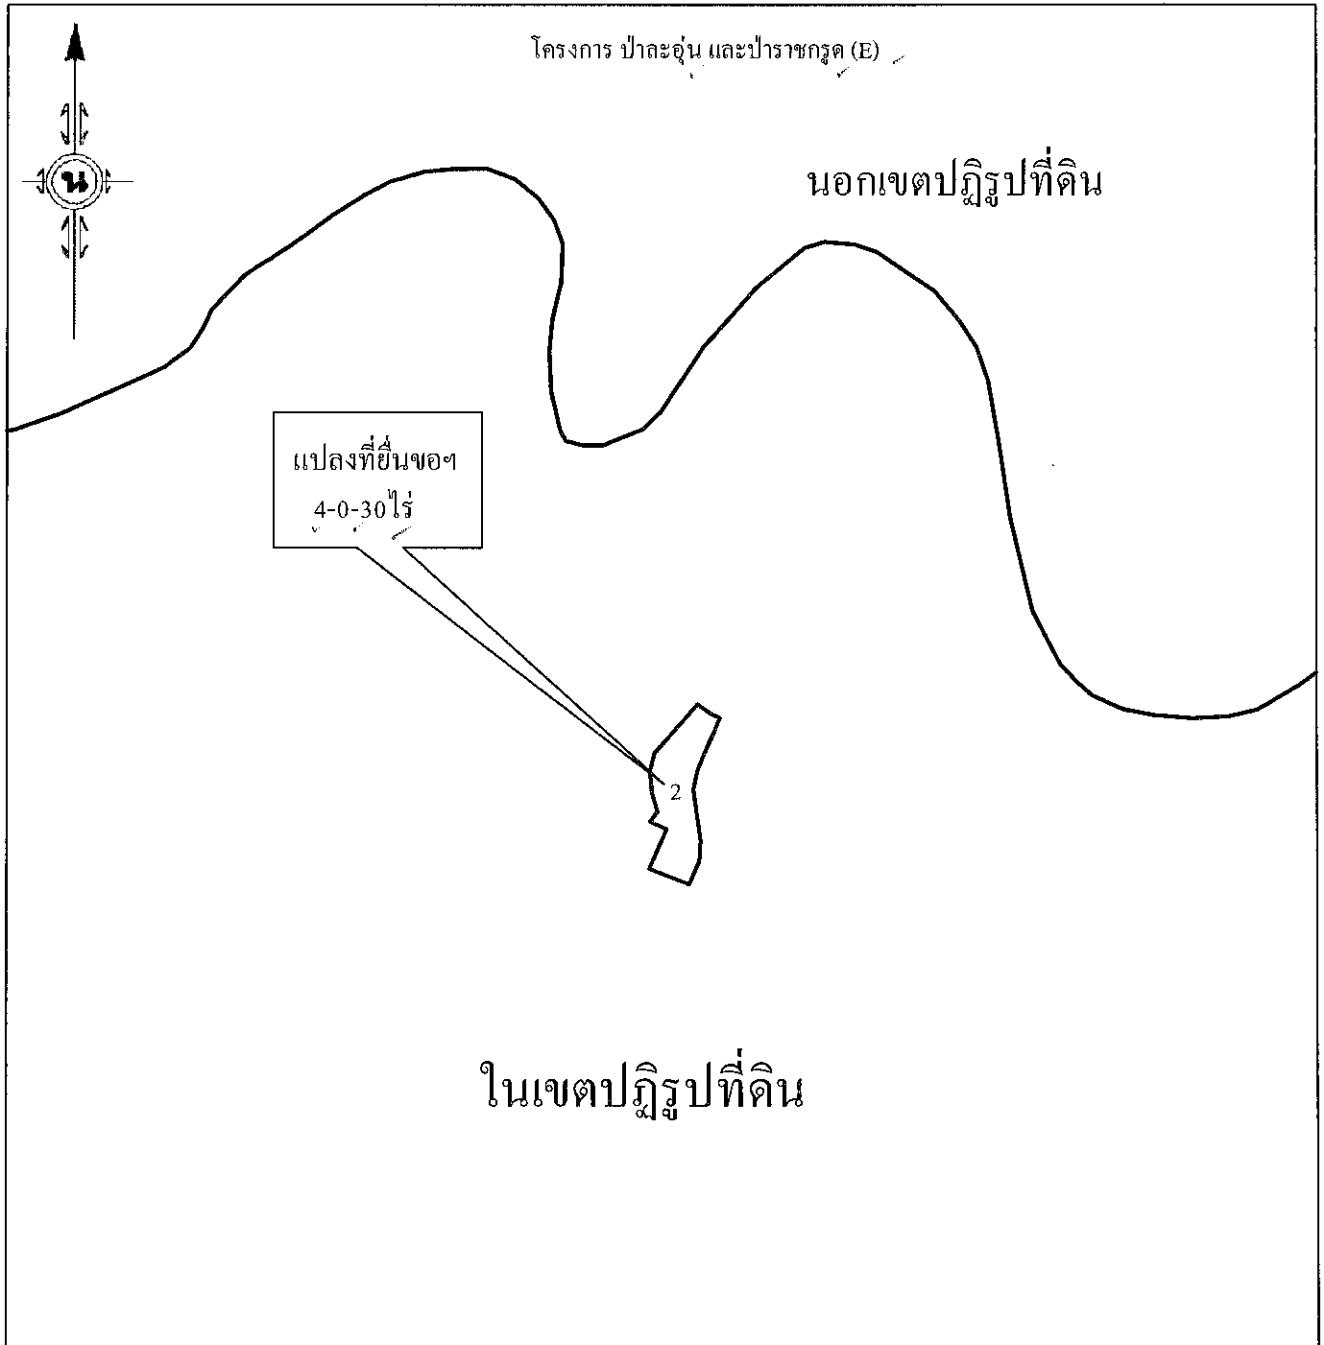 โครงการ ป่าละอุ่น และป่าราชกรูด (E)
น
นอกเขตปฏิรูปที่ดิน
แปลงที่ยื่นขอฯ
4-0-30ไร่
2
ในเขตปฏิรูปที่ดิน